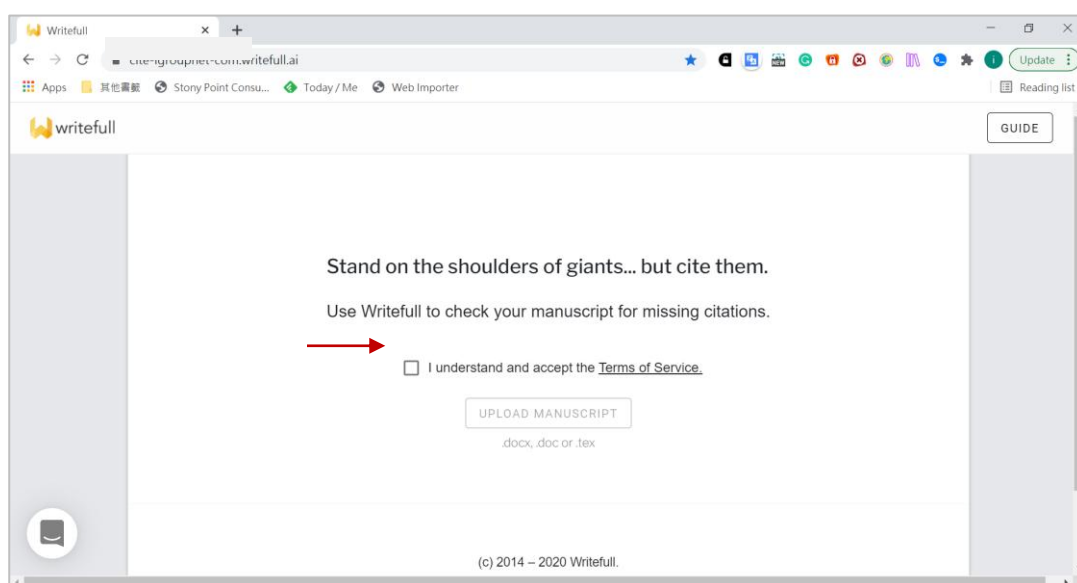 Writefull
cite-igroupnet-com.writefull.ai
Update
Apps
其他書籤
Stony Point Consu...
Today / Me
Web Importer
Reading list
writefull
GUIDE
Stand on the shoulders of giants... but cite them.
Use Writefull to check your manuscript for missing citations.
I understand and accept the Terms of Service.
UPLOAD MANUSCRIPT
.docx, .doc or .tex
(c) 2014 – 2020 Writefull.